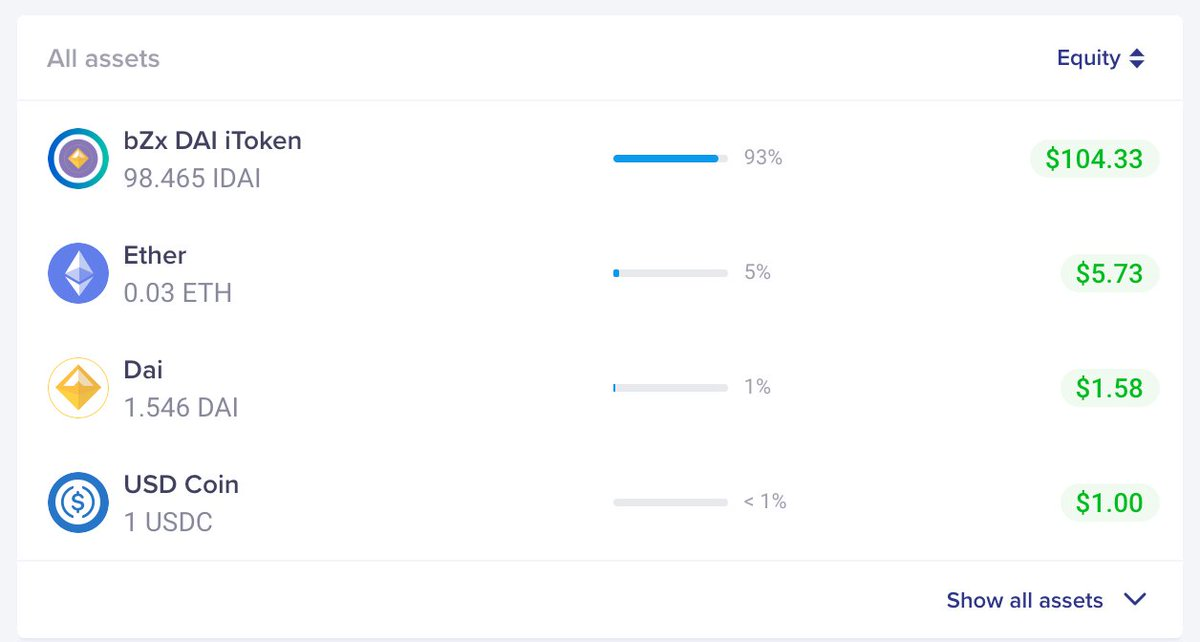 All assets
Equity
bZx DAI iToken
98.465 IDAI
93%
$104.33
Ether
0.03 ETH
5%
$5.73
Dai
1.546 DAI
1%
$1.58
USD Coin
1 USDC
< 1%
$1.00
Show all assets